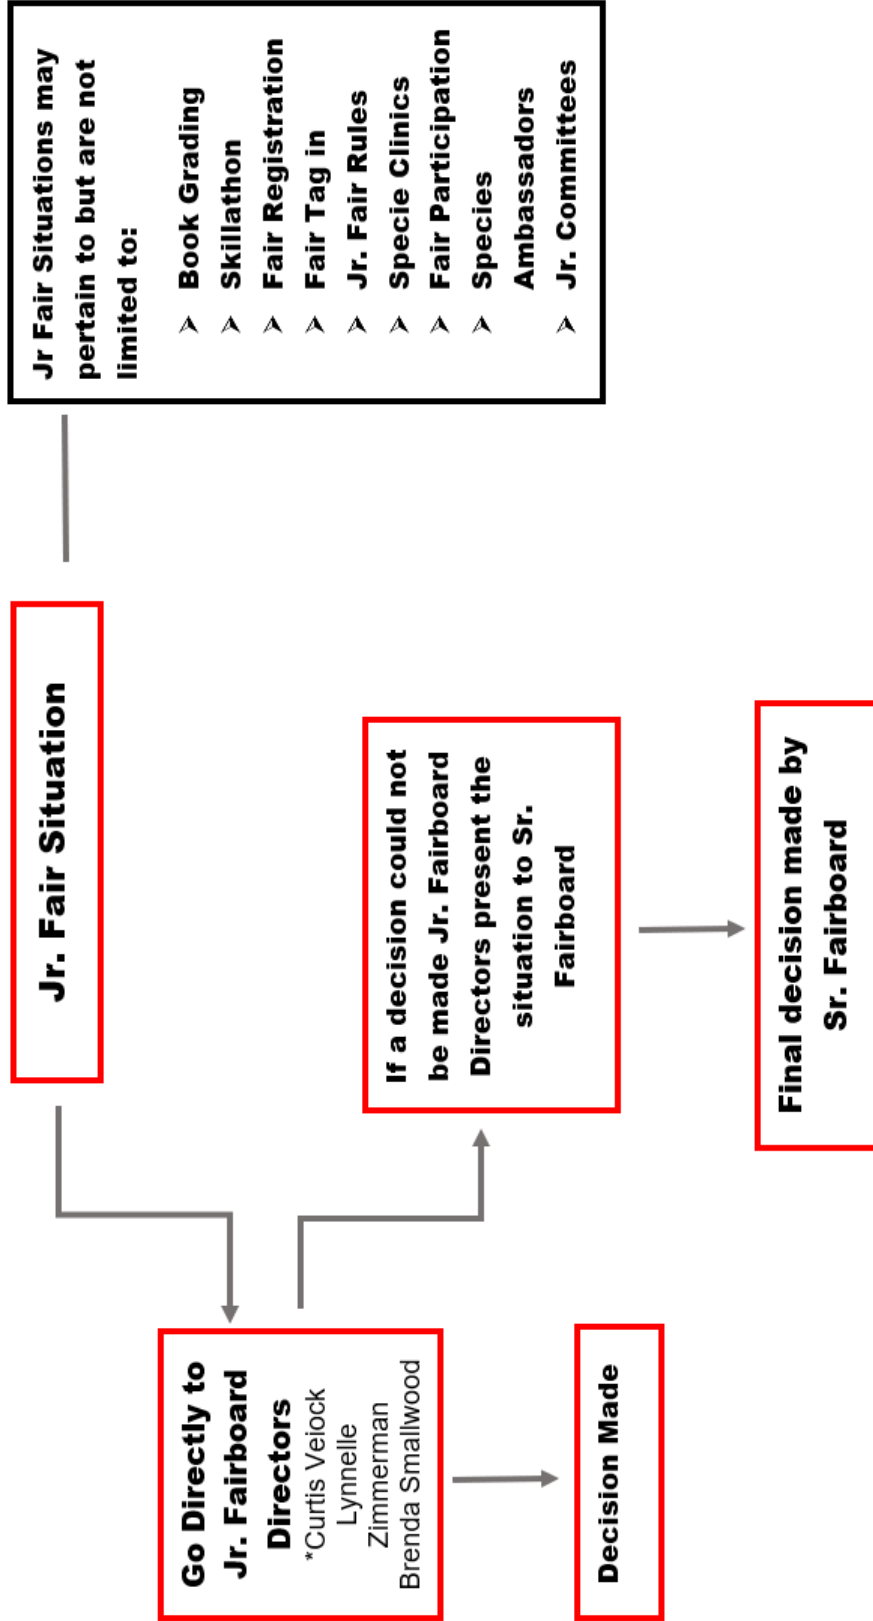 Jr. Fair Situation
Jr Fair Situations may
pertain to but are not
limited to:
➢ Book Grading
➢ Skillathon
➢ Fair Registration
➢ Fair Tag in
➢ Jr. Fair Rules
➢ Specie Clinics
➢ Fair Participation
➢ Species
Ambassadors
➢ Jr. Committees
Go Directly to
Jr. Fairboard
Directors
*Curtis Veiock
Lynnelle
Zimmerman
Brenda Smallwood
If a decision could not
be made Jr. Fairboard
Directors present the
situation to Sr.
Fairboard
Decision Made
Final decision made by
Sr. Fairboard